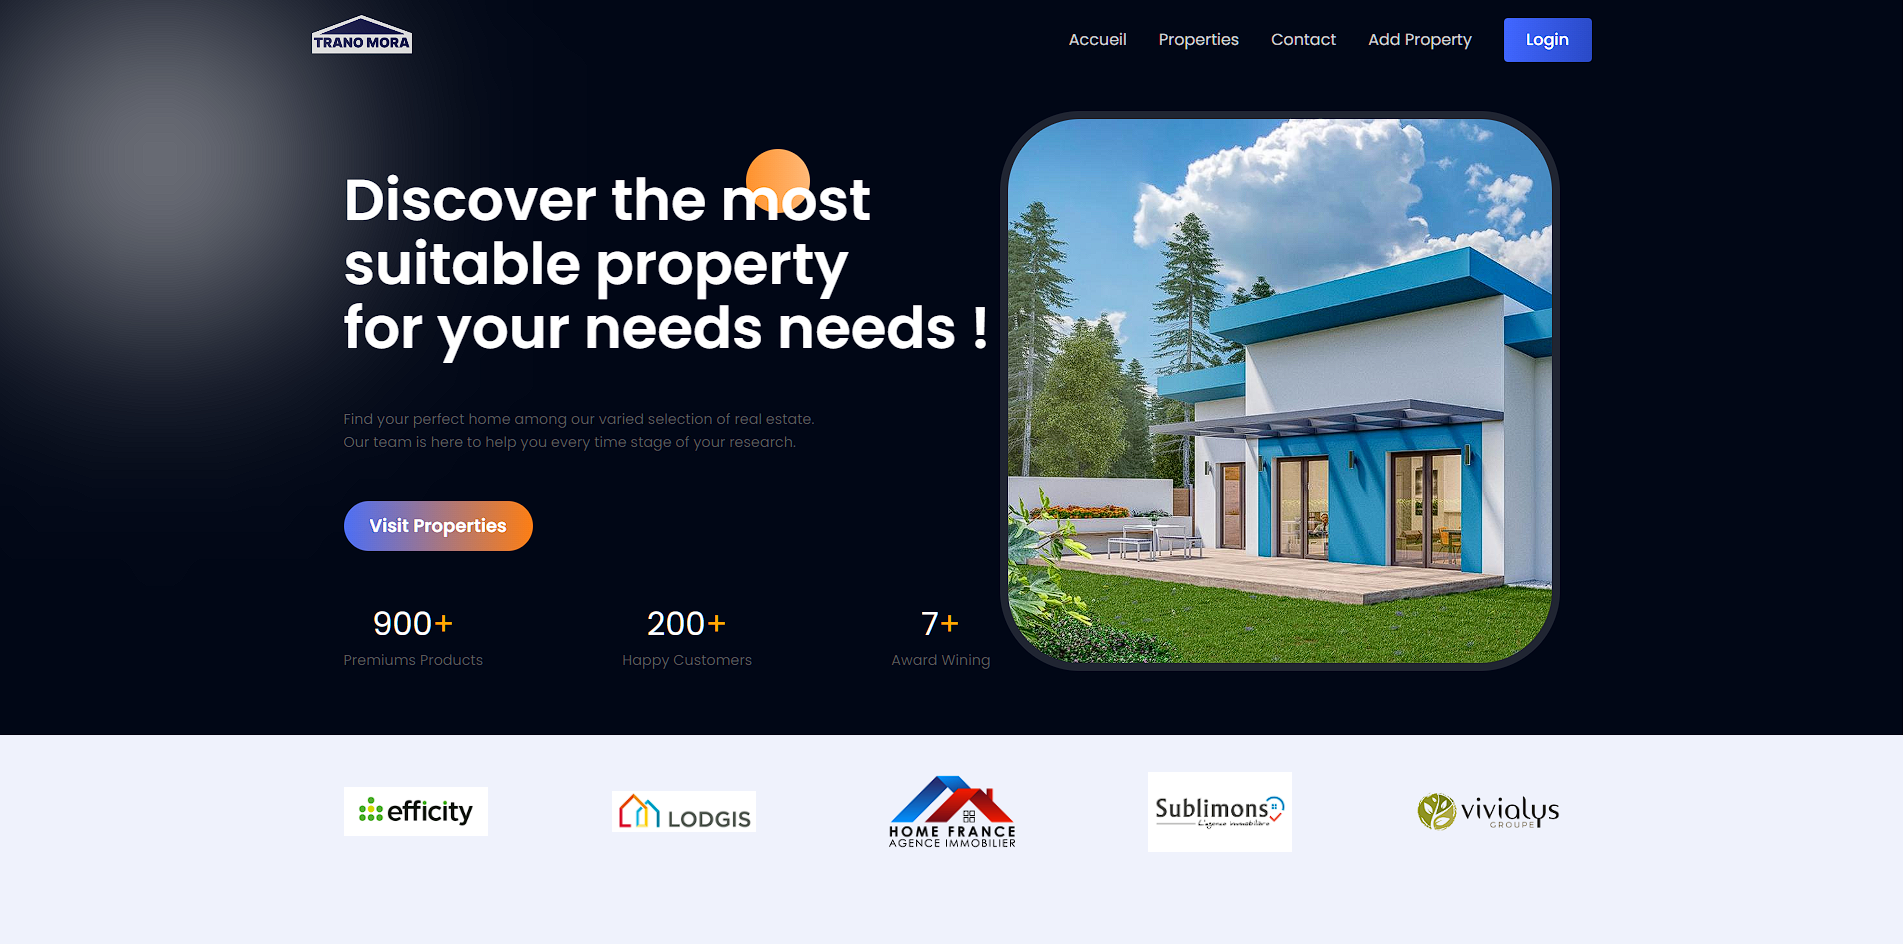 TRANO MORA
Accueil
Properties
Contact
Add Property
Login
Discover the most
suitable property
for your needs needs !
Find your perfect home among our varied selection of real estate.
Our team is here to help you every time stage of your research.
Visit Properties
900+
Premiums Products
200+
Happy Customers
7+
Award Wining
efficity
LODGIS
HOME FRANCE
AGENCE IMMOBILIER
Sublimons
L'agence immobilière
vivialys
GROUPE